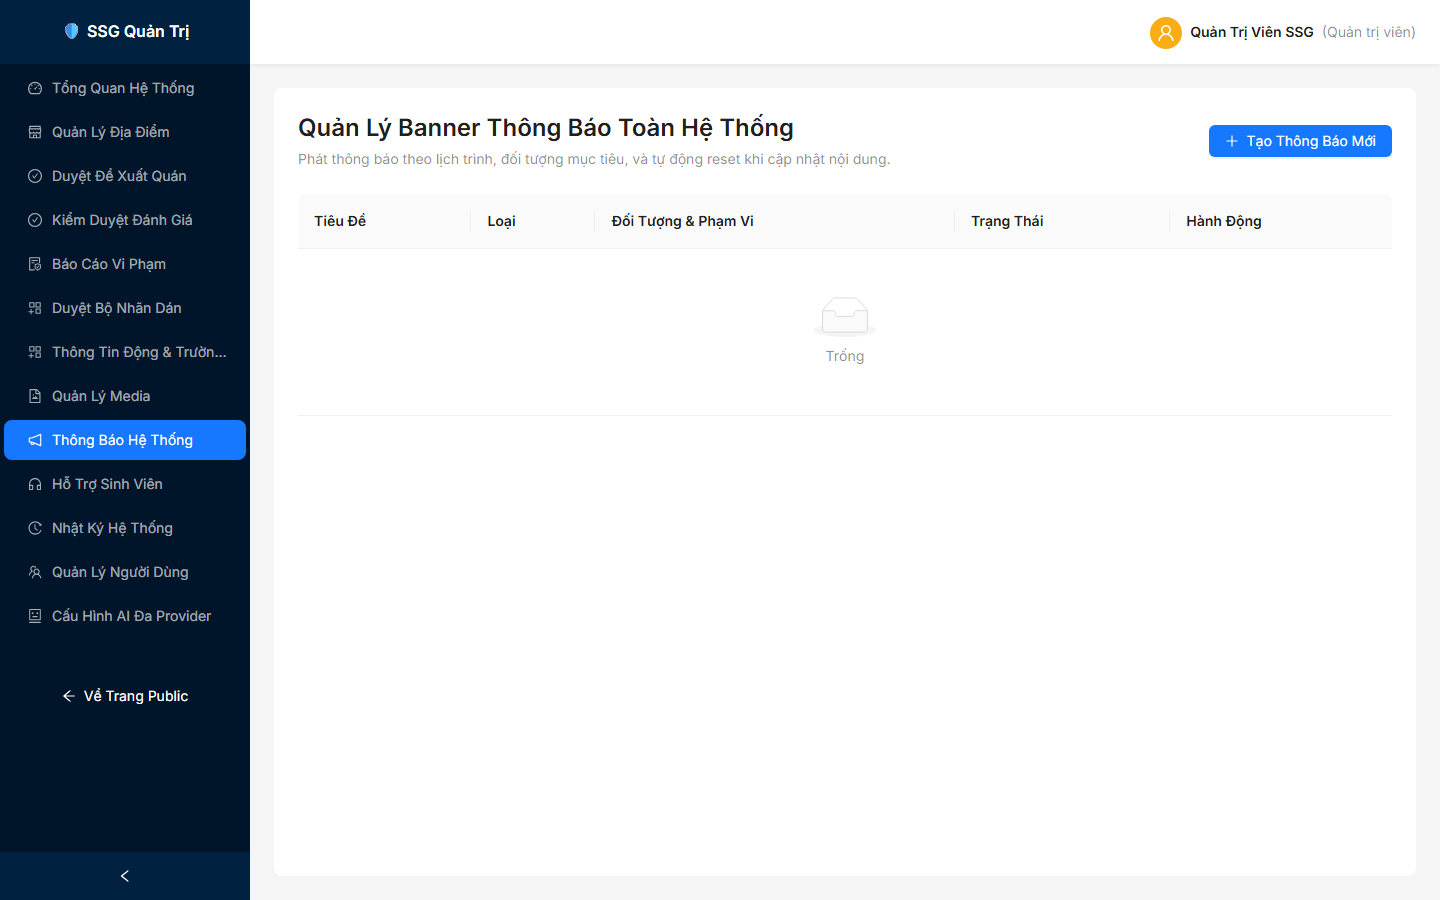 SSG Quản Trị
Quản Trị Viên SSG (Quản trị viên)
Tổng Quan Hệ Thống
Quản Lý Địa Điểm
Duyệt Đề Xuất Quán
Kiểm Duyệt Đánh Giá
Báo Cáo Vi Phạm
Duyệt Bộ Nhãn Dán
Thông Tin Động & Trườn...
Quản Lý Media
Thông Báo Hệ Thống
Hỗ Trợ Sinh Viên
Nhật Ký Hệ Thống
Quản Lý Người Dùng
Cấu Hình AI Đa Provider
Về Trang Public
Quản Lý Banner Thông Báo Toàn Hệ Thống
Phát thông báo theo lịch trình, đối tượng mục tiêu, và tự động reset khi cập nhật nội dung.
Tạo Thông Báo Mới
Tiêu Đề Loại Đối Tượng & Phạm Vi Trạng Thái Hành Động
Trống